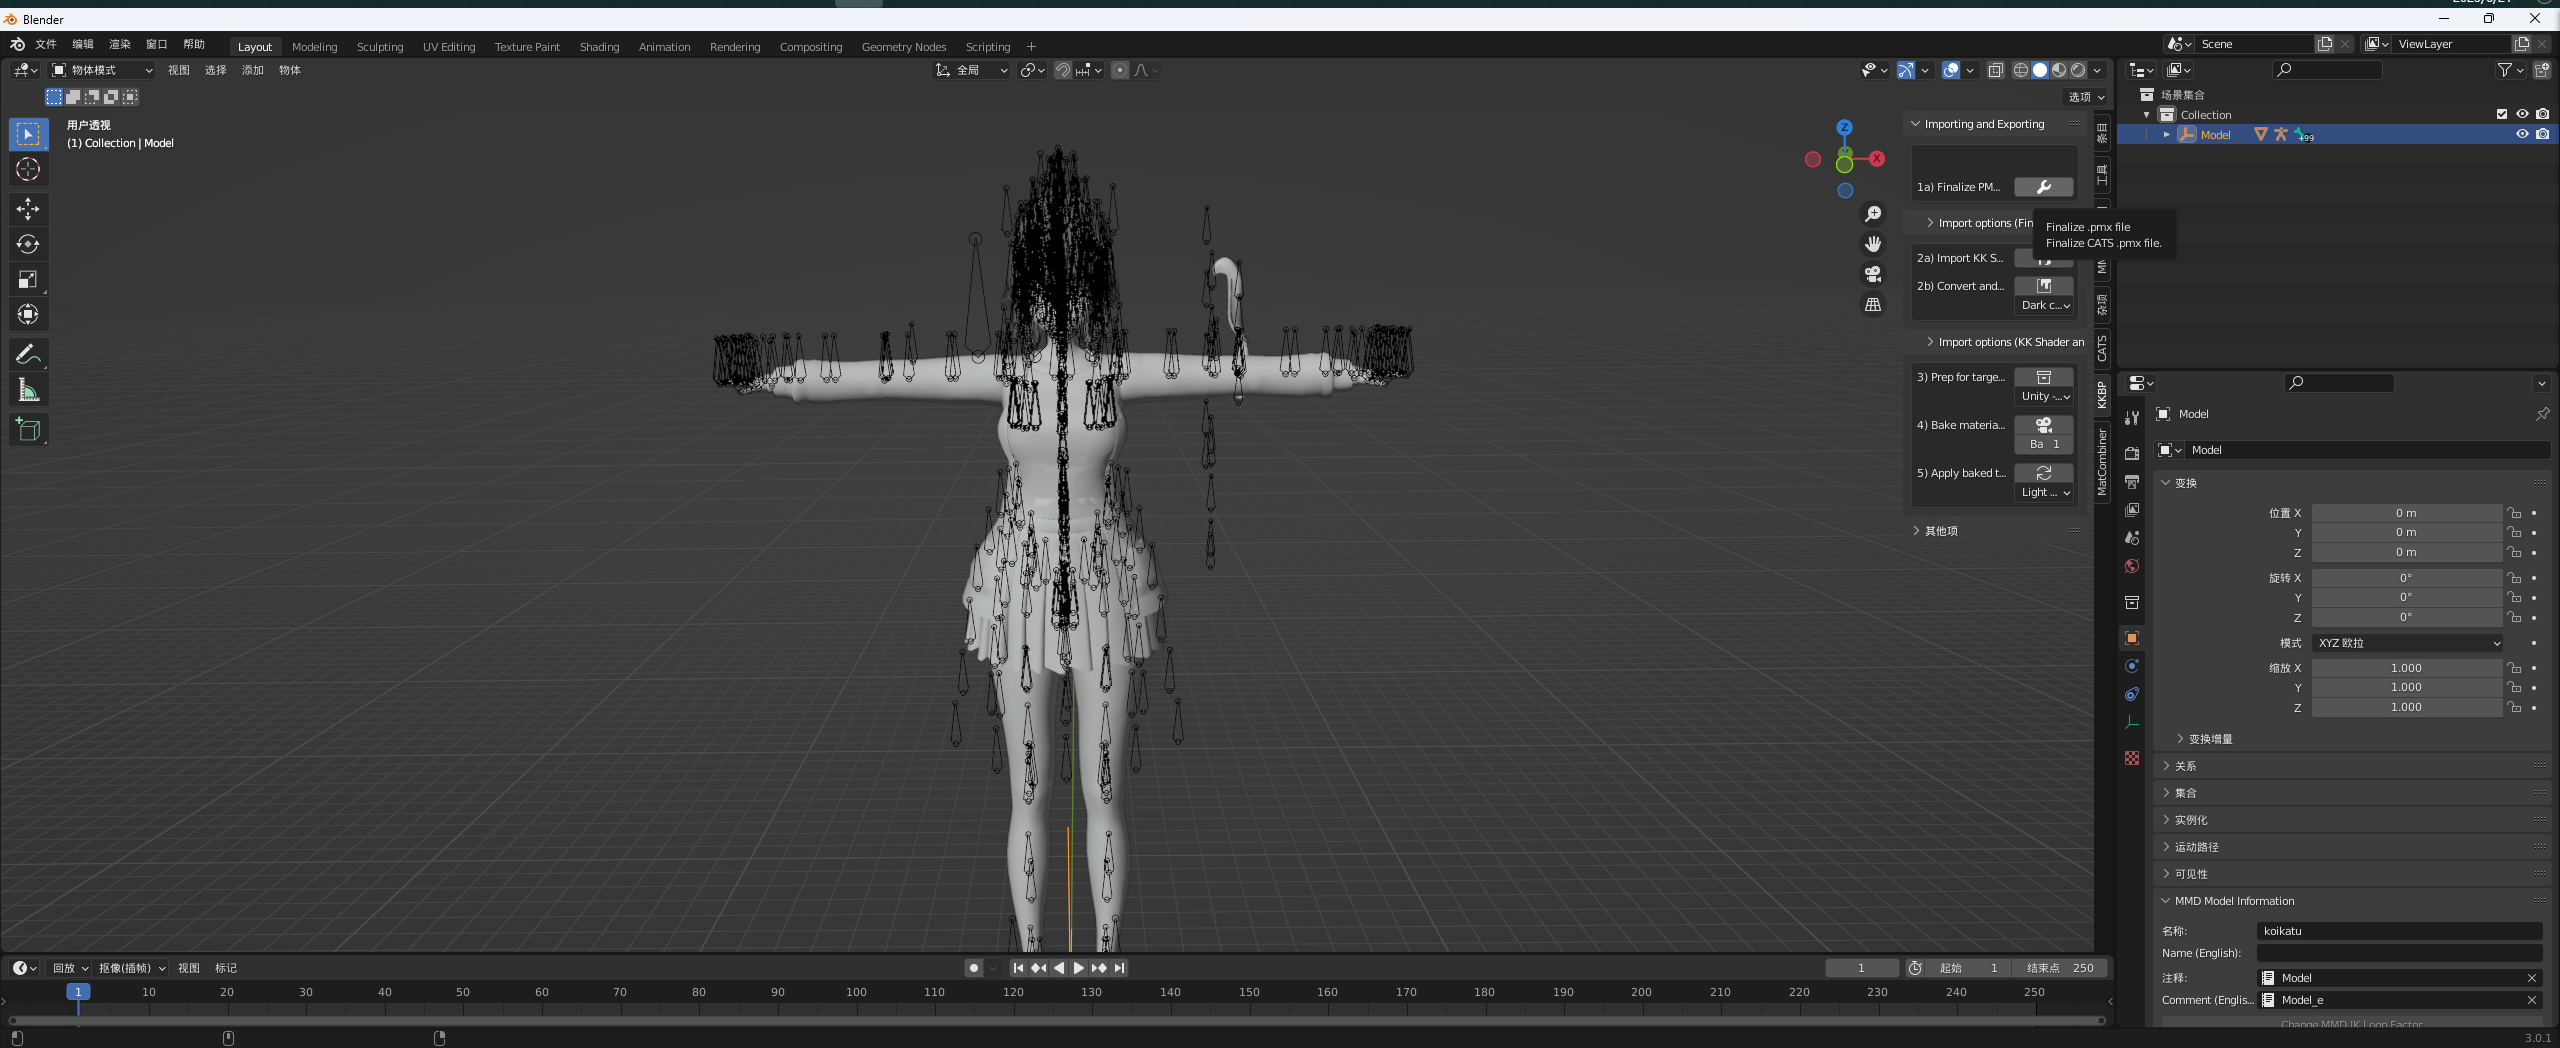 Blender
文件 编辑 渲染 窗口 帮助 Layout Modeling Sculpting UV Editing Texture Paint Shading Animation Rendering Compositing Geometry Nodes Scripting + Scene ViewLayer
物体模式 视图 选择 添加 物体 全局
选项
用户透视
(1) Collection | Model
Z
X
Importing and Exporting
1a) Finalize PM...
Import options (Fin
Finalize .pmx file
Finalize CATS .pmx file.
2a) Import KK S...
2b) Convert and...
Dark c...
Import options (KK Shader an
3) Prep for targe...
Unity -...
4) Bake materia...
Ba 1
5) Apply baked t...
Light ...
其他项
条目
工具
杂项
CATS
KKBP
MatCombiner
场景集合
Collection
Model +99
Model
Model
变换
位置 X 0 m
Y 0 m
Z 0 m
旋转 X 0°
Y 0°
Z 0°
模式 XYZ 欧拉
缩放 X 1.000
Y 1.000
Z 1.000
变换增量
关系
集合
实例化
运动路径
可见性
MMD Model Information
名称: koikatu
Name (English):
注释: Model
Comment (Englis... Model_e
Change MMD IK Loop Factor
回放 抠像(插帧) 视图 标记 1 起始 1 结束点 250
1 10 20 30 40 50 60 70 80 90 100 110 120 130 140 150 160 170 180 190 200 210 220 230 240 250
3.0.1